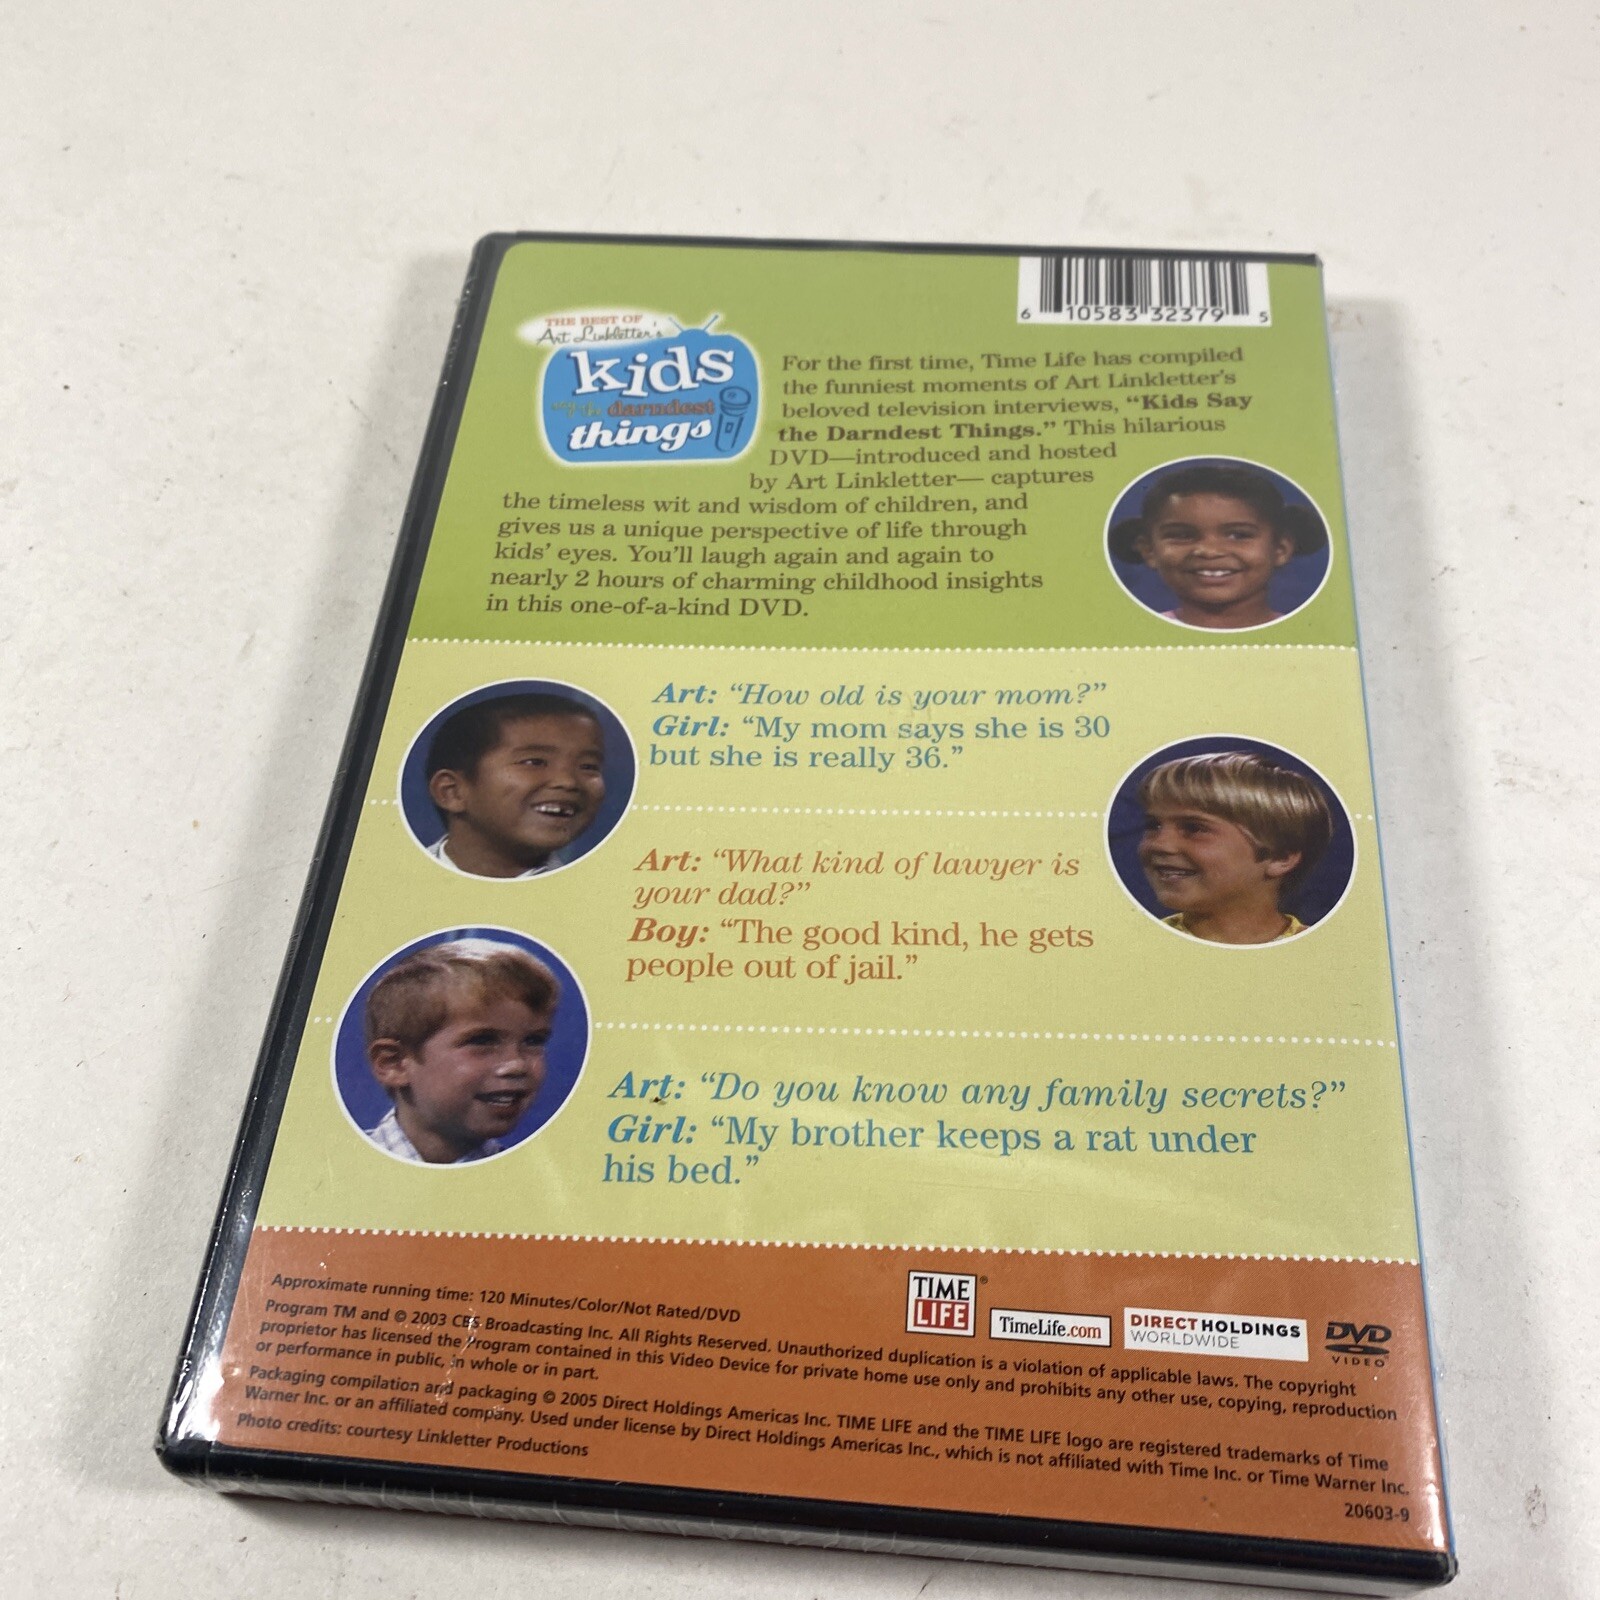 6 10583 32379 5
THE BEST OF
Art Linkletter's
kids
say the darndest
things
For the first time, Time Life has compiled
the funniest moments of Art Linkletter's
beloved television interviews, “Kids Say
the Darndest Things.” This hilarious
DVD—introduced and hosted
by Art Linkletter— captures
the timeless wit and wisdom of children, and
gives us a unique perspective of life through
kids' eyes. You'll laugh again and again to
nearly 2 hours of charming childhood insights
in this one-of-a-kind DVD.
Art: “How old is your mom?”
Girl: “My mom says she is 30
but she is really 36.”
Art: “What kind of lawyer is
your dad?”
Boy: “The good kind, he gets
people out of jail.”
Art: “Do you know any family secrets?”
Girl: “My brother keeps a rat under
his bed.”
TIME
LIFE®
TimeLife.com
DIRECT HOLDINGS
WORLDWIDE
DVD
VIDEO
Approximate running time: 120 Minutes/Color/Not Rated/DVD
Program TM and © 2003 CBS Broadcasting Inc. All Rights Reserved. Unauthorized duplication is a violation of applicable laws. The copyright
proprietor has licensed the Program contained in this Video Device for private home use only and prohibits any other use, copying, reproduction
or performance in public, in whole or in part.
Packaging compilation and packaging © 2005 Direct Holdings Americas Inc. TIME LIFE and the TIME LIFE logo are registered trademarks of Time
Warner Inc. or an affiliated company. Used under license by Direct Holdings Americas Inc., which is not affiliated with Time Inc. or Time Warner Inc.
Photo credits: courtesy Linkletter Productions
20603-9